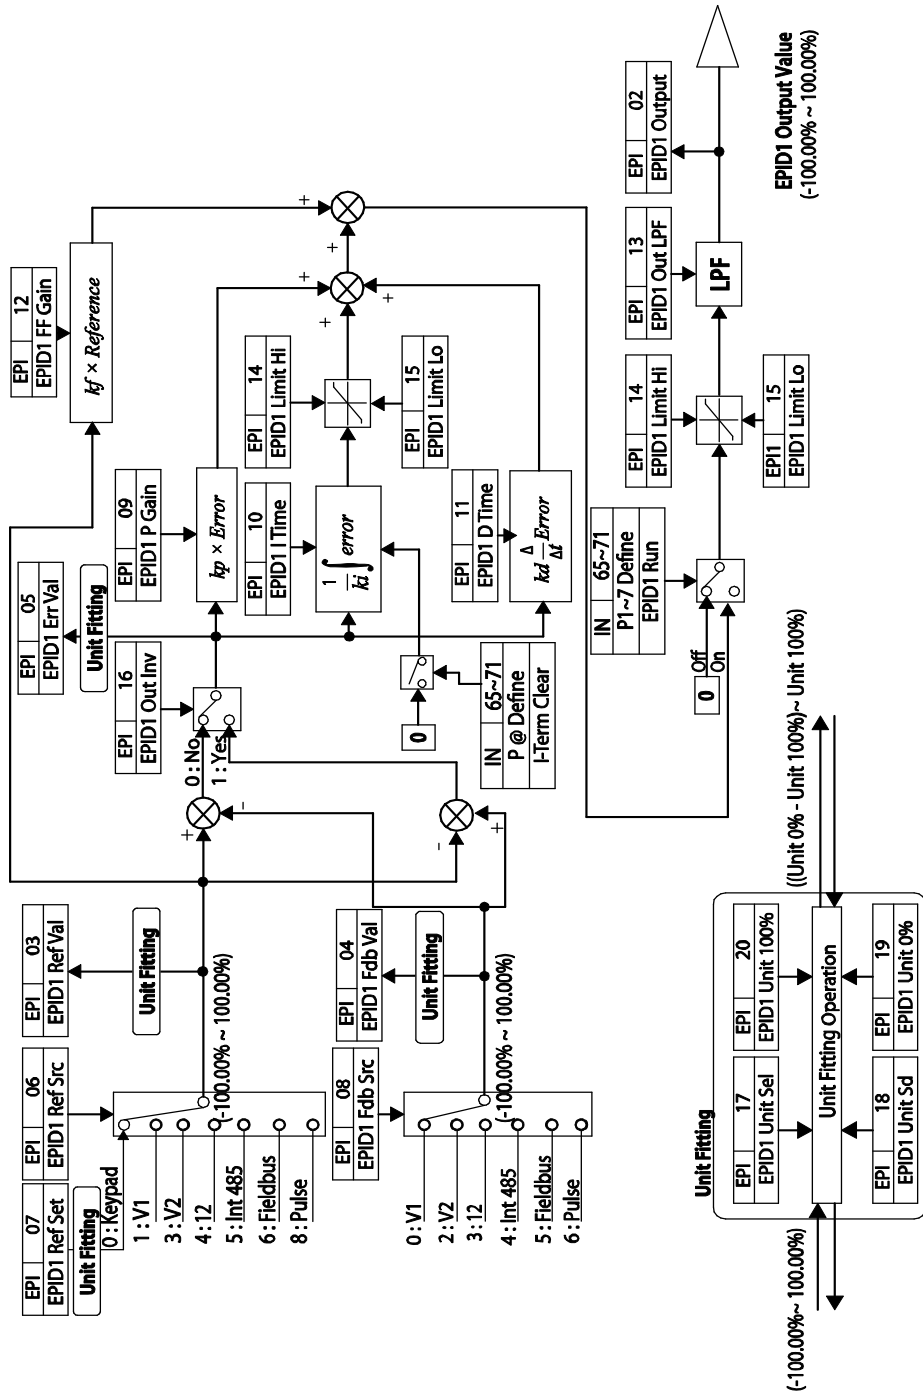 EPI 07
EPID1 Ref Set
Unit Fitting
EPI 06
EPID1 Ref Src
EPI 03
EPID1 Ref Val
Unit Fitting
0 : Keypad
1 : V1
3 : V2
4 : 12
5 : Int 485
6 : Fieldbus
8 : Pulse
(-100.00% ~ 100.00%)
EPI 08
EPID1 Fdb Src
EPI 04
EPID1 Fdb Val
Unit Fitting
0 : V1
2 : V2
3 : 12
4 : Int 485
5 : Fieldbus
6 : Pulse
(-100.00% ~ 100.00%)
+
-
-
+
0 : No
1 : Yes
EPI 16
EPID1 Out Inv
EPI 05
EPID1 Err Val
Unit Fitting
EPI 12
EPID1 FF Gain
kf × Reference
EPI 09
EPID1 P Gain
kp × Error
EPI 10
EPID1 I Time
1/ki ∫ error
EPI 14
EPID1 Limit Hi
EPI 15
EPID1 Limit Lo
EPI 11
EPID1 D Time
kd Δ/Δt Error
0
IN 65~71
P @ Define
I-Term Clear
+
+
+
+
+
Unit Fitting
EPI 17
EPID1 Unit Sel
EPI 20
EPID1 Unit 100%
Unit Fitting Operation
EPI 18
EPID1 Unit Sd
EPI 19
EPID1 Unit 0%
(-100.00%~ 100.00%)
((Unit 0% - Unit 100%)~ Unit 100%)
0
Off
On
IN 65~71
P1~7 Define
EPID1 Run
EPI 14
EPID1 Limit Hi
EPI1 15
EPID1 Limit Lo
EPI 13
EPID1 Out LPF
LPF
EPI 02
EPID1 Output
EPID1 Output Value
(-100.00% ~ 100.00%)